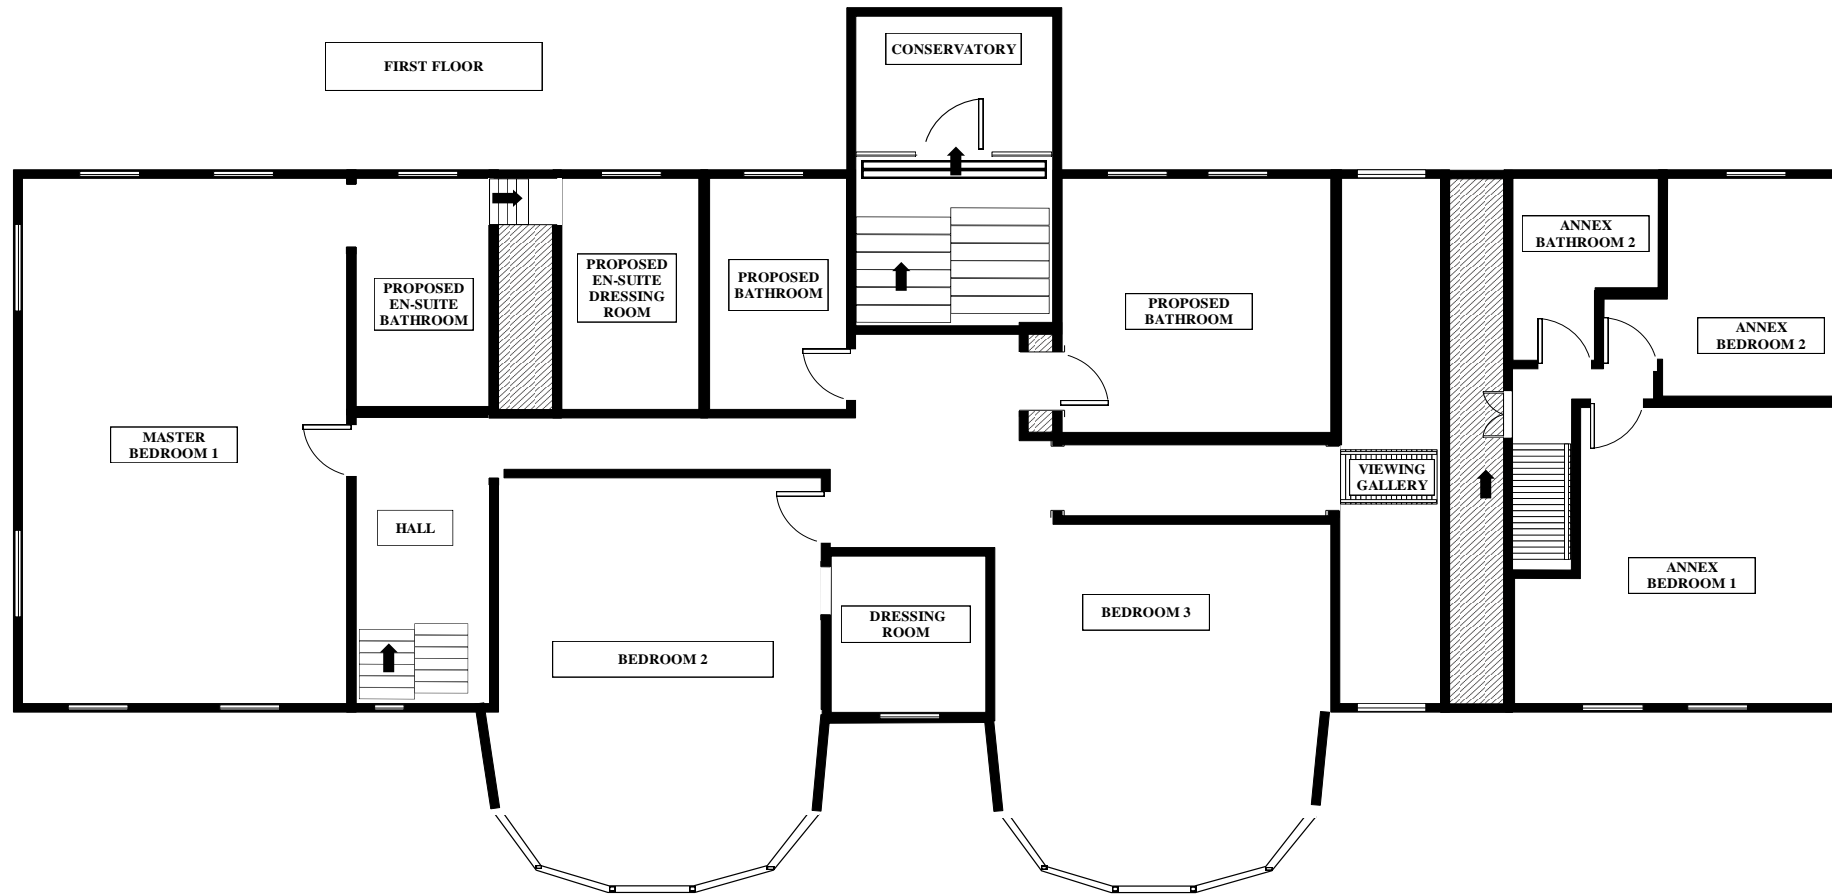 FIRST FLOOR
CONSERVATORY
ANNEX
BATHROOM 2
PROPOSED
EN-SUITE
BATHROOM
PROPOSED
EN-SUITE
DRESSING
ROOM
PROPOSED
BATHROOM
PROPOSED
BATHROOM
ANNEX
BEDROOM 2
MASTER
BEDROOM 1
VIEWING
GALLERY
HALL
ANNEX
BEDROOM 1
DRESSING
ROOM
BEDROOM 3
BEDROOM 2